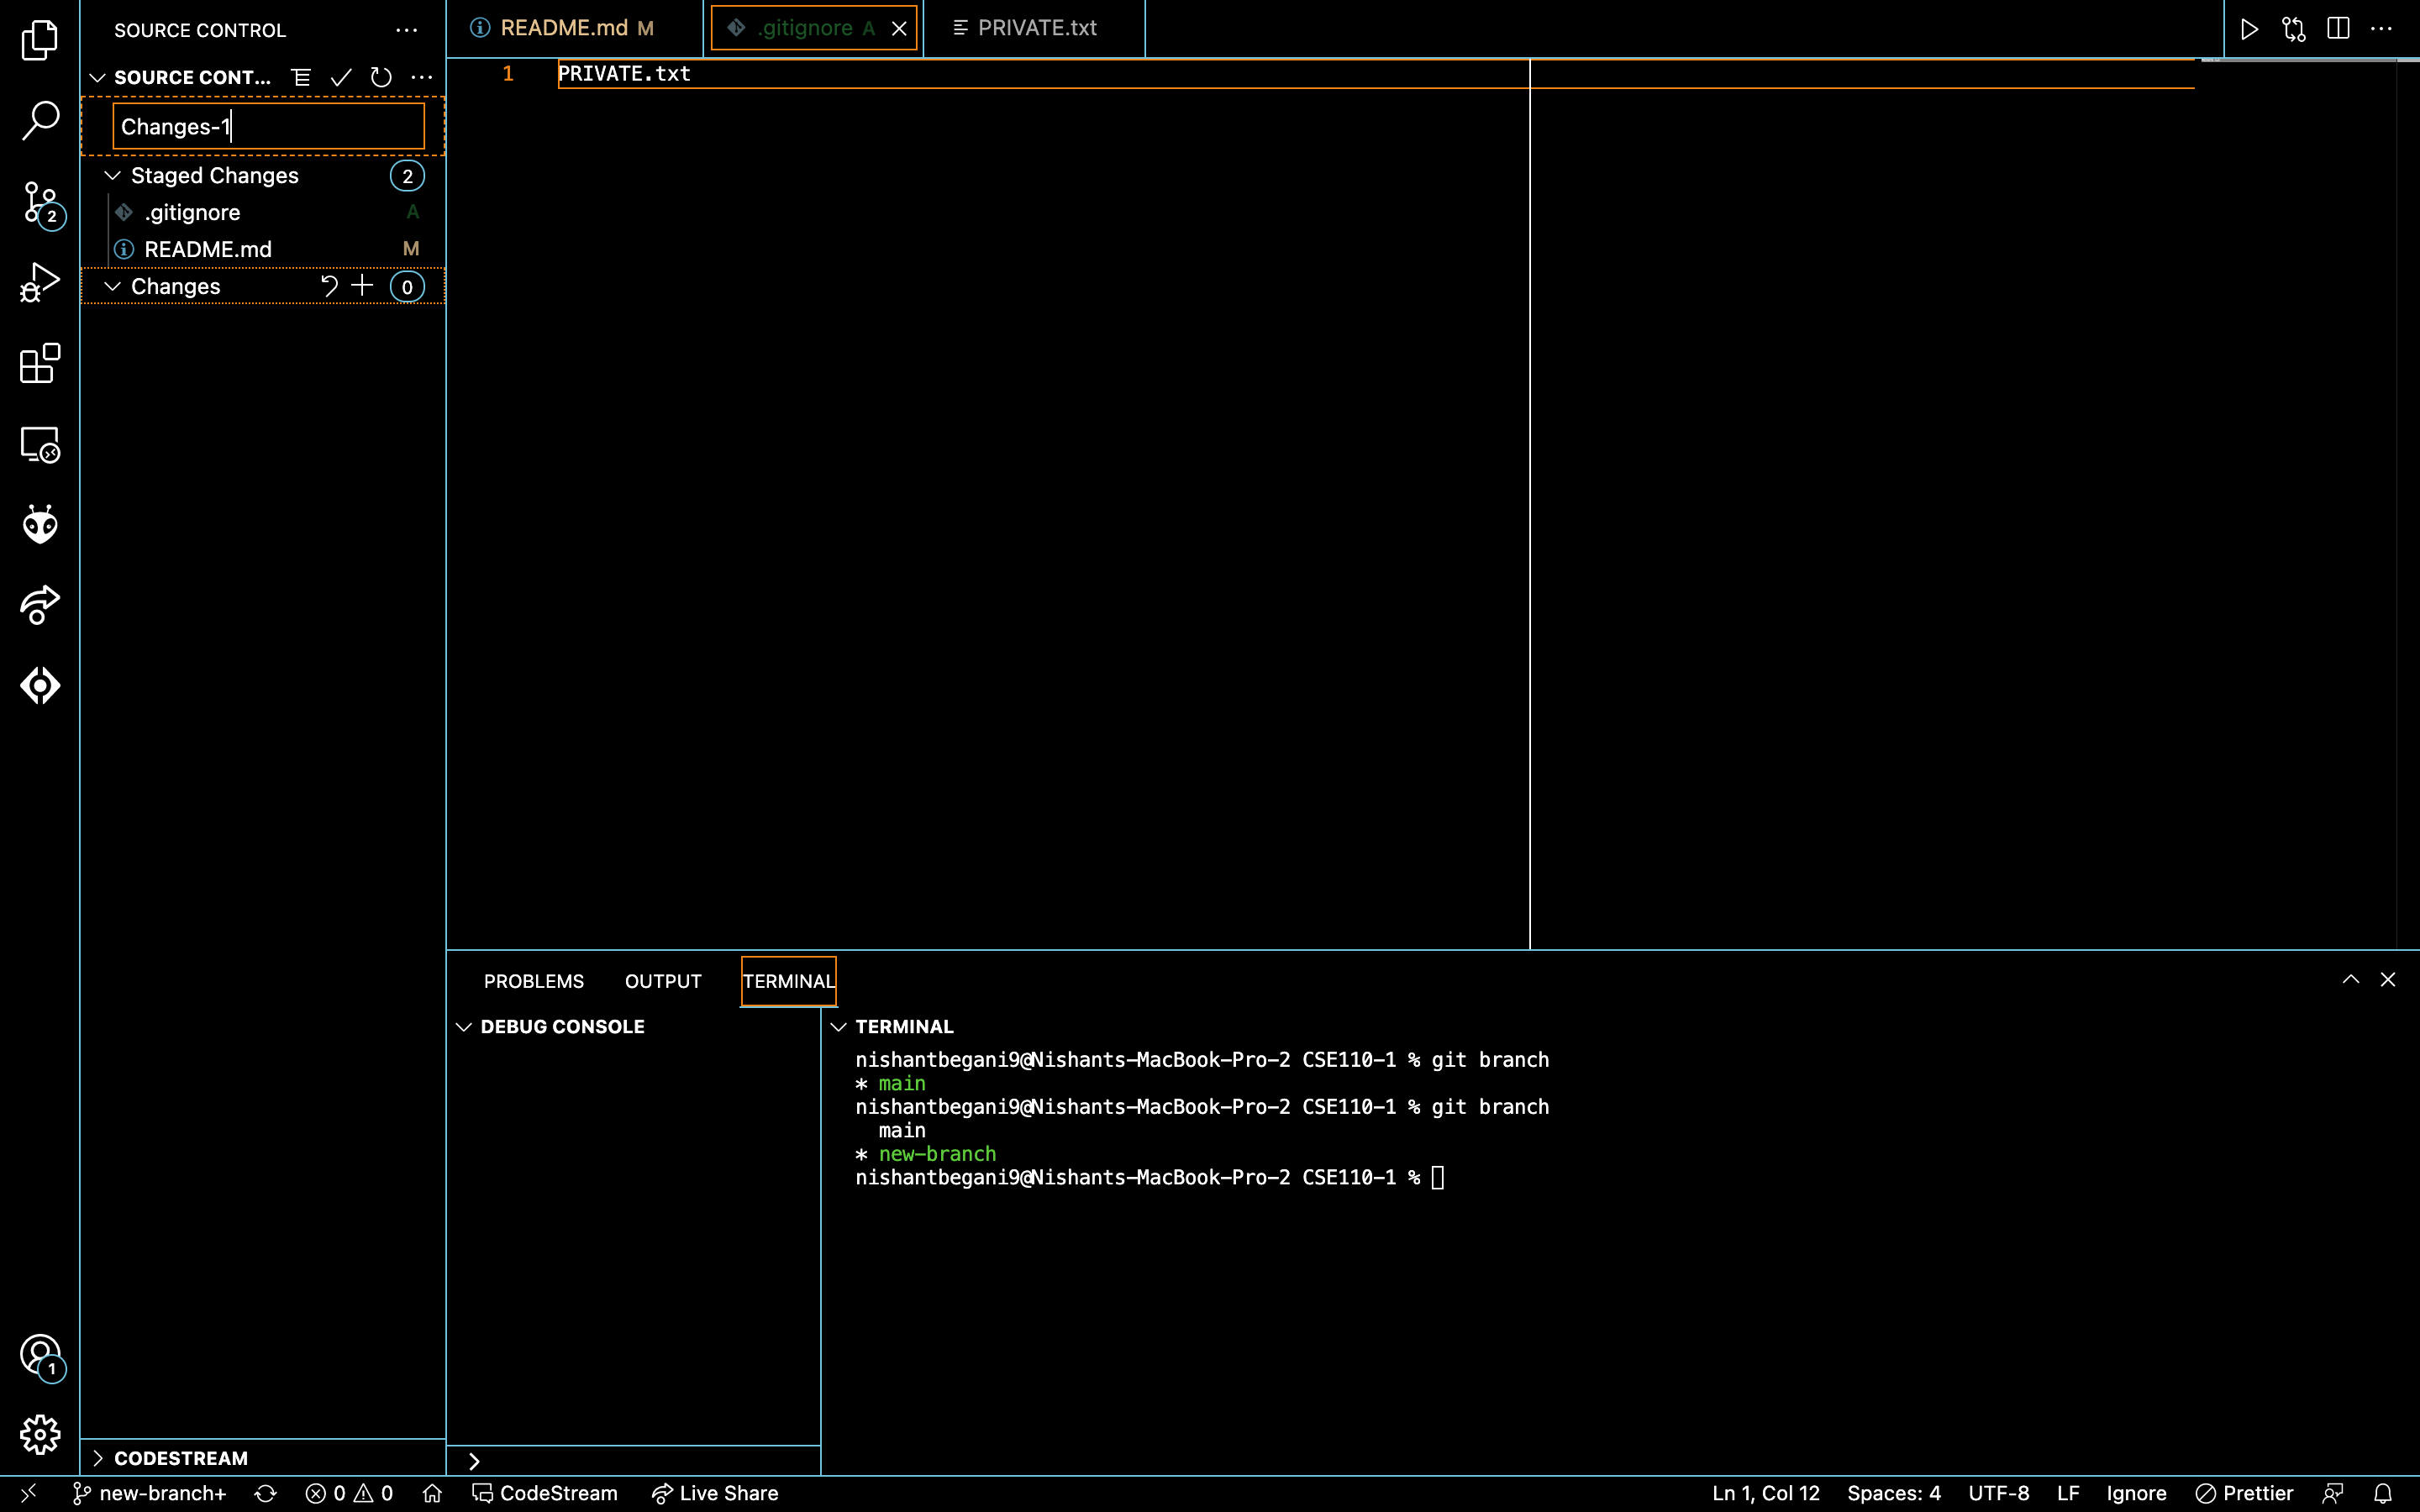 SOURCE CONTROL
README.md M
.gitignore A
PRIVATE.txt
SOURCE CONT...
1 PRIVATE.txt
Changes-1
Staged Changes 2
.gitignore A
2
README.md M
Changes 0
PROBLEMS OUTPUT TERMINAL
DEBUG CONSOLE
TERMINAL
nishantbegani9@Nishants-MacBook-Pro-2 CSE110-1 % git branch
* main
nishantbegani9@Nishants-MacBook-Pro-2 CSE110-1 % git branch
main
* new-branch
nishantbegani9@Nishants-MacBook-Pro-2 CSE110-1 %
1
CODESTREAM
new-branch+ 0 0 CodeStream Live Share Ln 1, Col 12 Spaces: 4 UTF-8 LF Ignore Prettier